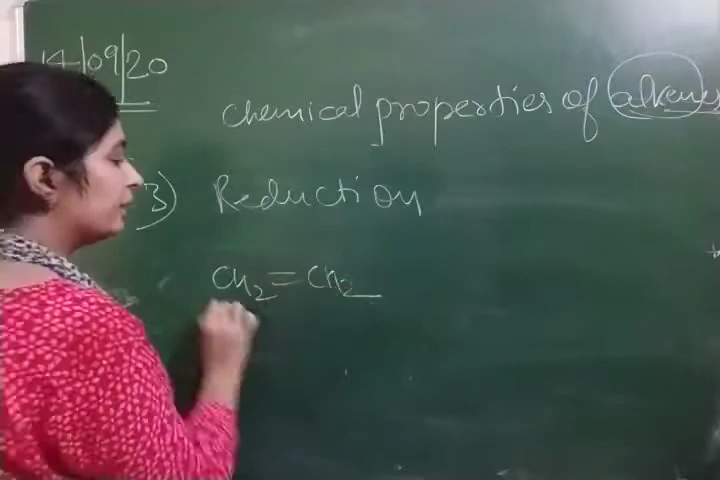 14/09/20
chemical properties of alkenes
3) Reduction
CH2=CH2